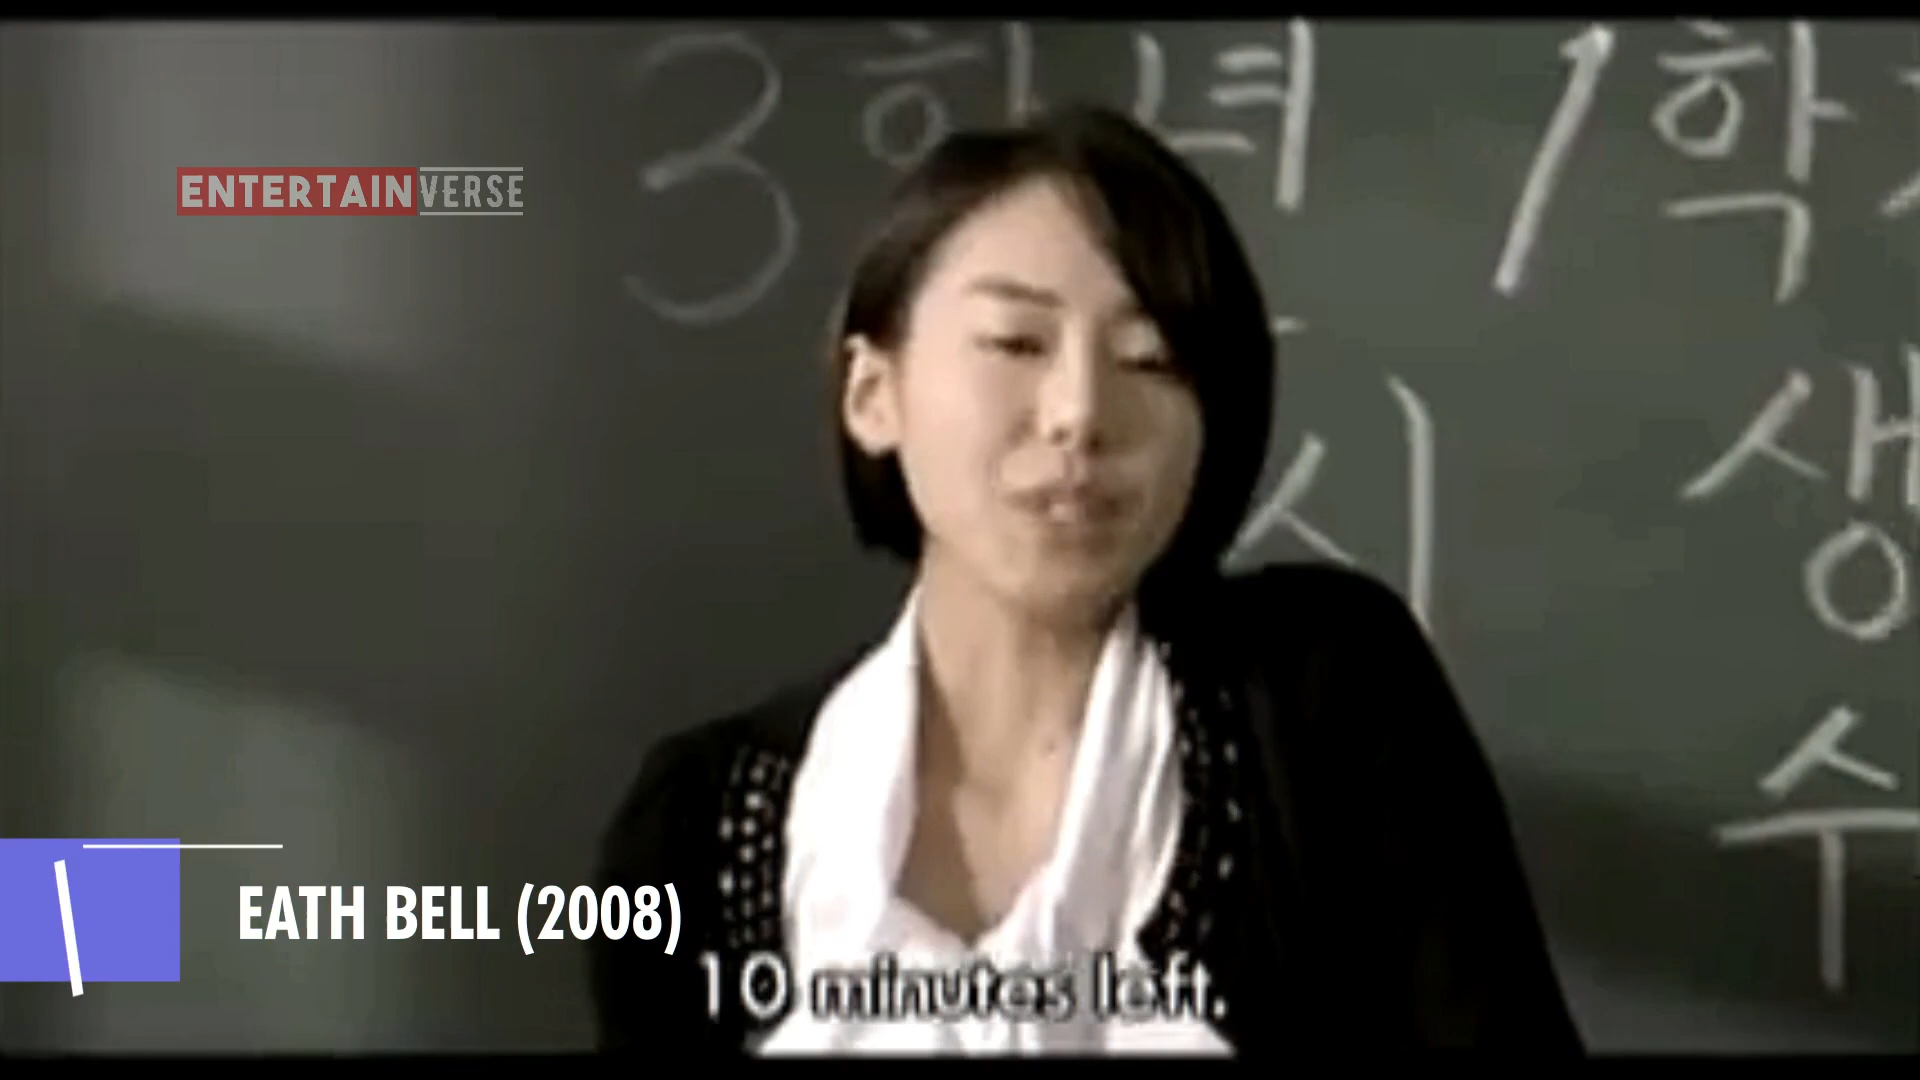 3학년 1학
ENTERTAINVERSE
시 생
수
EATH BELL (2008)
10 minutes left.